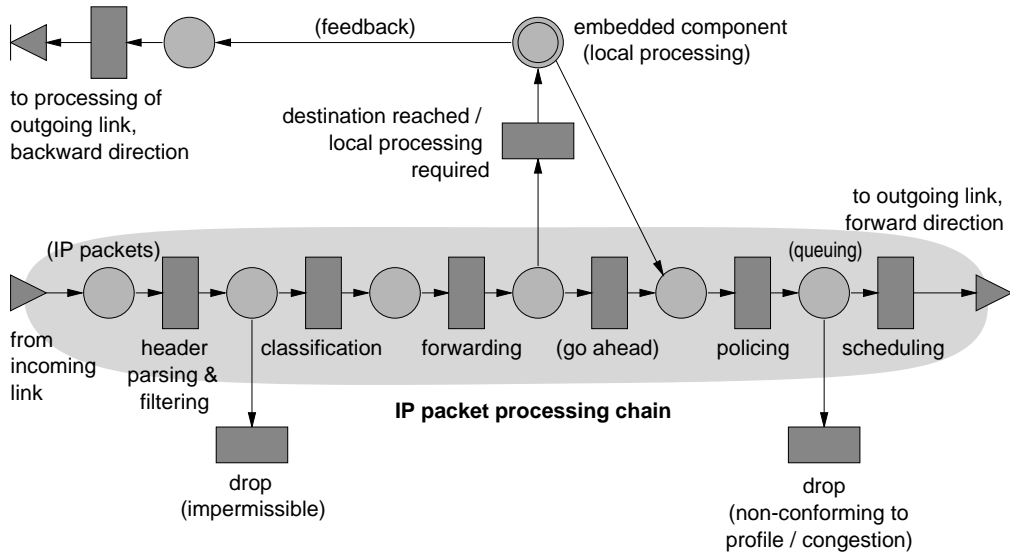 (feedback)
embedded component
(local processing)
to processing of
outgoing link,
backward direction
destination reached /
local processing
required
to outgoing link,
forward direction
(IP packets)
(queuing)
from
incoming
link
header
parsing &
filtering
classification
forwarding
(go ahead)
policing
scheduling
IP packet processing chain
drop
(impermissible)
drop
(non-conforming to
profile / congestion)